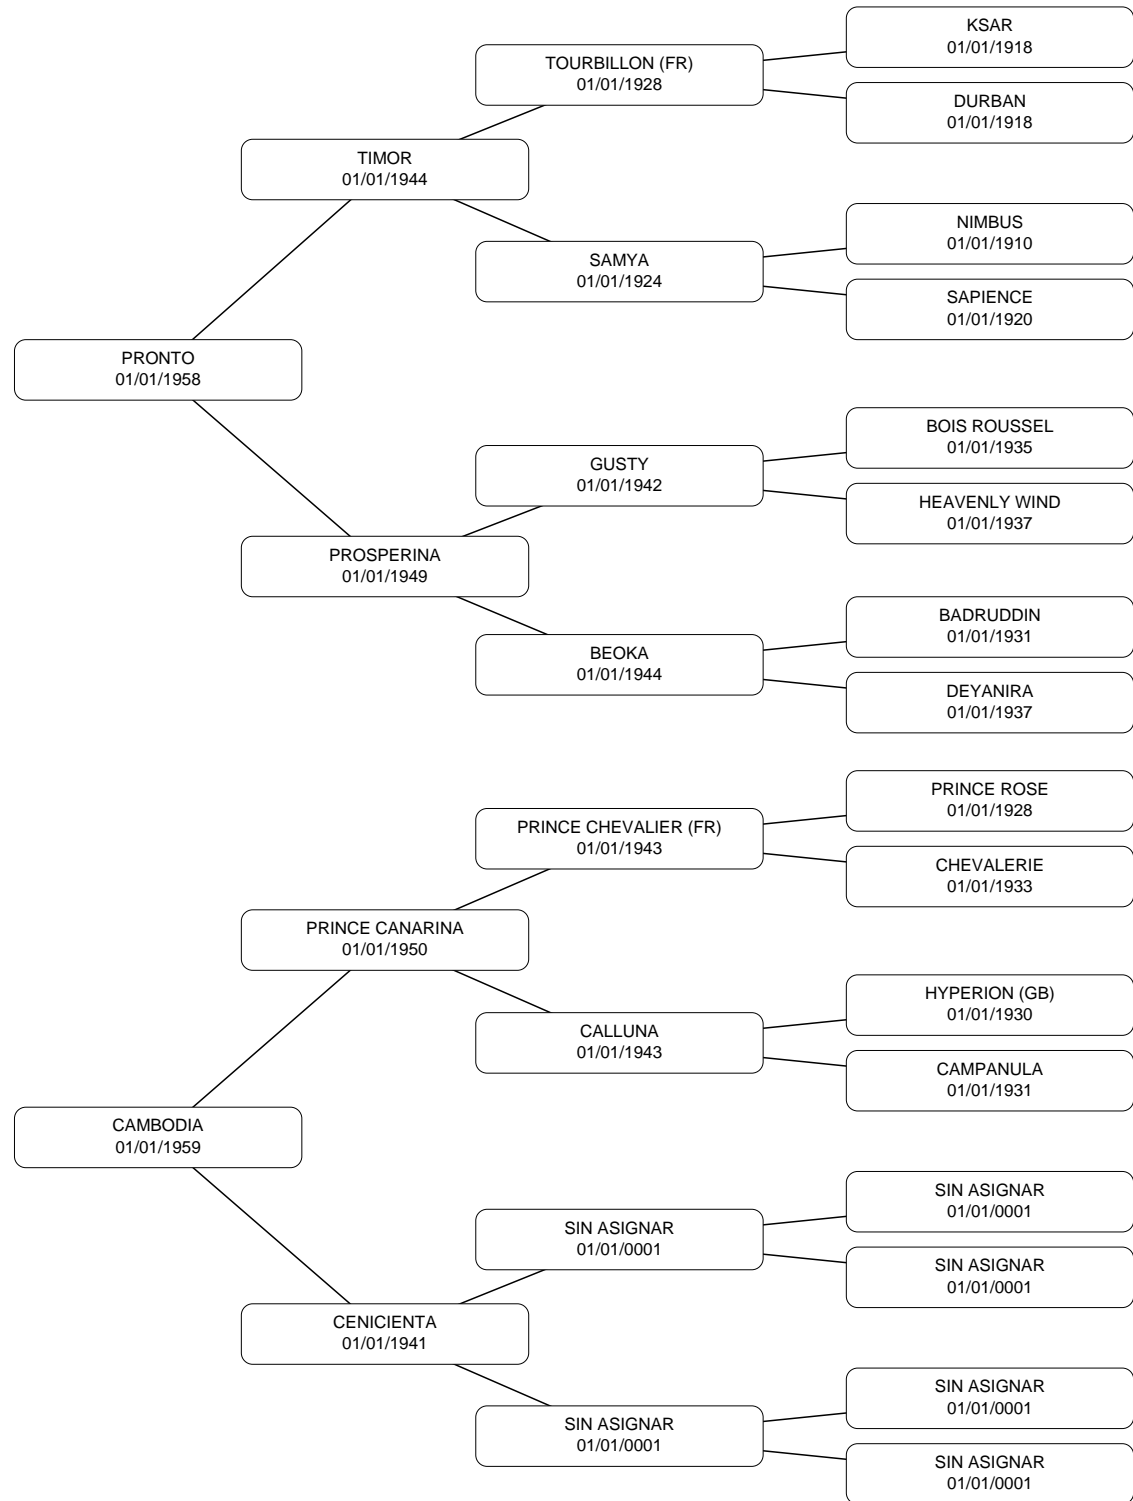 KSAR
01/01/1918
TOURBILLON (FR)
01/01/1928
DURBAN
01/01/1918
TIMOR
01/01/1944
NIMBUS
01/01/1910
SAMYA
01/01/1924
SAPIENCE
01/01/1920
PRONTO
01/01/1958
BOIS ROUSSEL
01/01/1935
GUSTY
01/01/1942
HEAVENLY WIND
01/01/1937
PROSPERINA
01/01/1949
BADRUDDIN
01/01/1931
BEOKA
01/01/1944
DEYANIRA
01/01/1937
PRINCE ROSE
01/01/1928
PRINCE CHEVALIER (FR)
01/01/1943
CHEVALERIE
01/01/1933
PRINCE CANARINA
01/01/1950
HYPERION (GB)
01/01/1930
CALLUNA
01/01/1943
CAMPANULA
01/01/1931
CAMBODIA
01/01/1959
SIN ASIGNAR
01/01/0001
SIN ASIGNAR
01/01/0001
SIN ASIGNAR
01/01/0001
CENICIENTA
01/01/1941
SIN ASIGNAR
01/01/0001
SIN ASIGNAR
01/01/0001
SIN ASIGNAR
01/01/0001